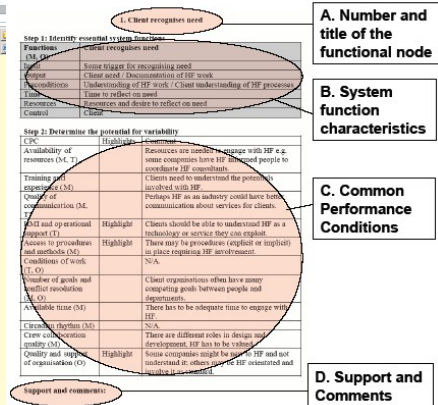 1. Client recognises need
Step 1: Identify essential system functions
Functions (M, O) Client recognises need
Input Some trigger for recognising need
Output Client need / Documentation of HF work
Preconditions Understanding of HF work / Client understanding of HF processes
Time Time to reflect on need
Resources Resources and desire to reflect on need
Control Client
Step 2: Determine the potential for variability
CPC Highlight Comment
Availability of resources (M, T) Resources are needed to engage with HF e.g.
some companies have HF informed people to
coordinate HF consultants.
Training and experience (M) Clients need to understand the potentials
involved with HF.
Quality of communication (M, Perhaps HF as an industry could have better
communication about services for clients.
HMI and operational support (T) Highlight Clients should be able to understand HF as a
technology or service they can exploit.
Access to procedures and methods (M) Highlight There may be procedures (explicit or implicit)
in place requiring HF involvement.
Conditions of work (T, O) N/A.
Number of goals and conflict resolution (M, O) Client organisations often have many
competing goals between people and
departments.
Available time (M) There has to be adequate time to engage with
HF.
Circadian rhythm (M) N/A.
Crew collaboration quality (M) There are different roles in design and
development, HF has to be valued.
Quality and support of organisation (O) Highlight Some companies might be new to HF and not
understand it; others may be HF orientated and
involve it as standard.
Support and comments:
A. Number and
title of the
functional node
B. System
function
characteristics
C. Common
Performance
Conditions
D. Support and
Comments